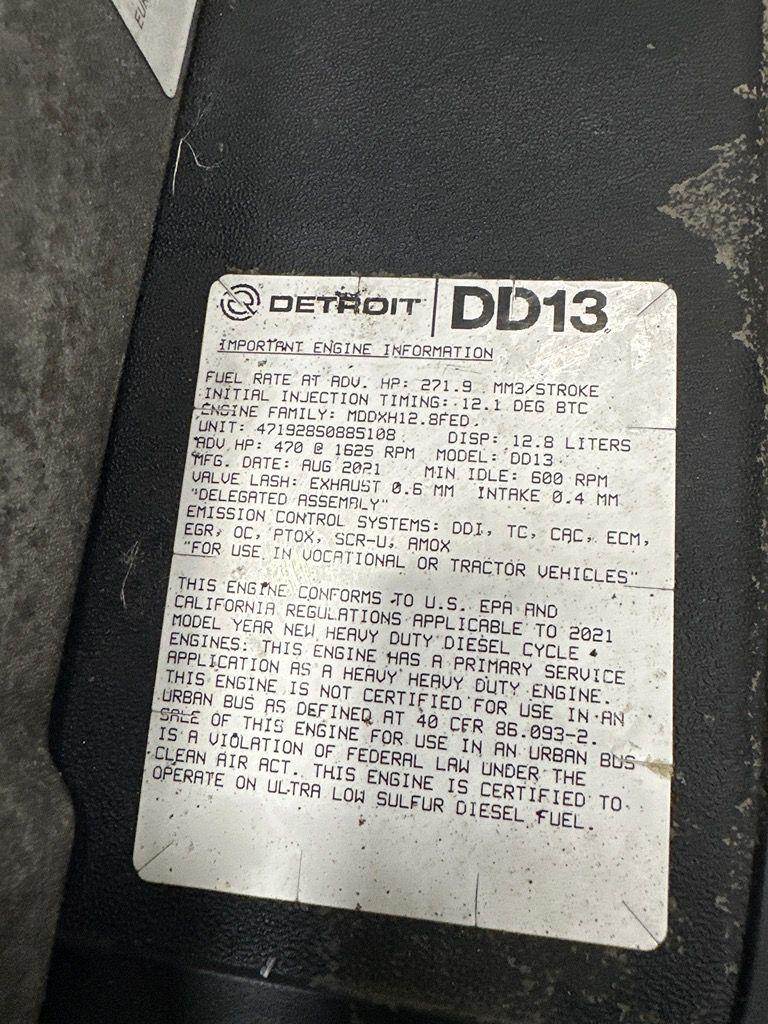 EUR
DETROIT DD13
IMPORTANT ENGINE INFORMATION
FUEL RATE AT ADV. HP: 271.9 MM3/STROKE
INITIAL INJECTION TIMING: 12.1 DEG BTC
ENGINE FAMILY: MDDXH12.8FED
UNIT: 47192850885108 DISP: 12.8 LITERS
ADV HP: 470 @ 1625 RPM MODEL: DD13
MFG. DATE: AUG 2021 MIN IDLE: 600 RPM
VALVE LASH: EXHAUST 0.6 MM INTAKE 0.4 MM
"DELEGATED ASSEMBLY"
EMISSION CONTROL SYSTEMS: DDI, TC, CAC, ECM,
EGR, OC, PTOX, SCR-U, AMOX
"FOR USE IN VOCATIONAL OR TRACTOR VEHICLES"
THIS ENGINE CONFORMS TO U.S. EPA AND
CALIFORNIA REGULATIONS APPLICABLE TO 2021
MODEL YEAR NEW HEAVY DUTY DIESEL CYCLE
ENGINES. THIS ENGINE HAS A PRIMARY SERVICE
APPLICATION AS A HEAVY HEAVY DUTY ENGINE.
THIS ENGINE IS NOT CERTIFIED FOR USE IN AN
URBAN BUS AS DEFINED AT 40 CFR 86.093-2.
SALE OF THIS ENGINE FOR USE IN AN URBAN BUS
IS A VIOLATION OF FEDERAL LAW UNDER THE
CLEAN AIR ACT. THIS ENGINE IS CERTIFIED TO
OPERATE ON ULTRA LOW SULFUR DIESEL FUEL.